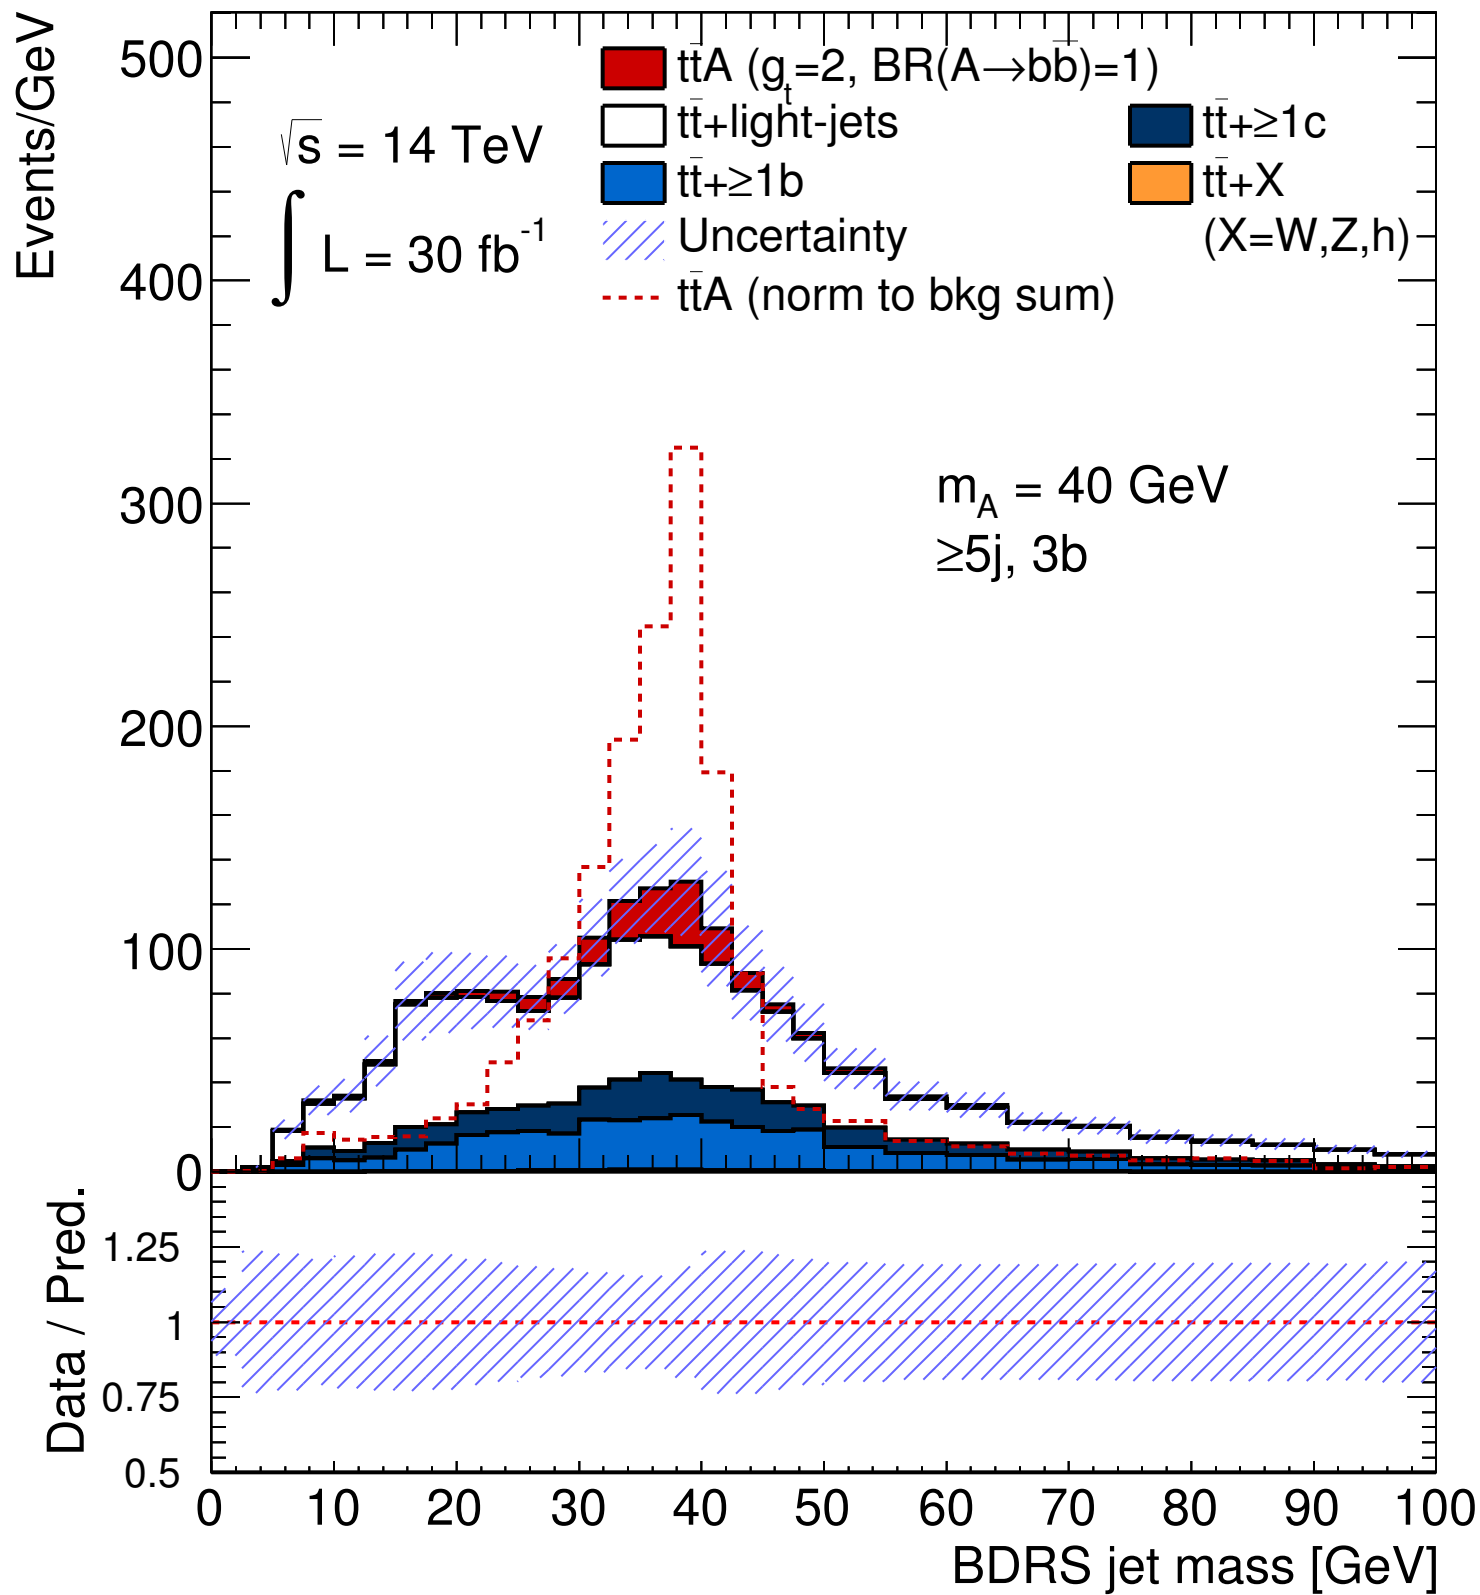 Events/GeV
500
400
300
200
100
0
√s = 14 TeV
∫ L = 30 fb⁻¹
tt̄A (gₜ=2, BR(A→bb̄)=1)
tt̄+light-jets
tt̄+≥1c
tt̄+≥1b
tt̄+X
Uncertainty
(X=W,Z,h)
tt̄A (norm to bkg sum)
m_A = 40 GeV
≥5j, 3b
Data / Pred.
1.25
1
0.75
0.5
0 10 20 30 40 50 60 70 80 90 100
BDRS jet mass [GeV]